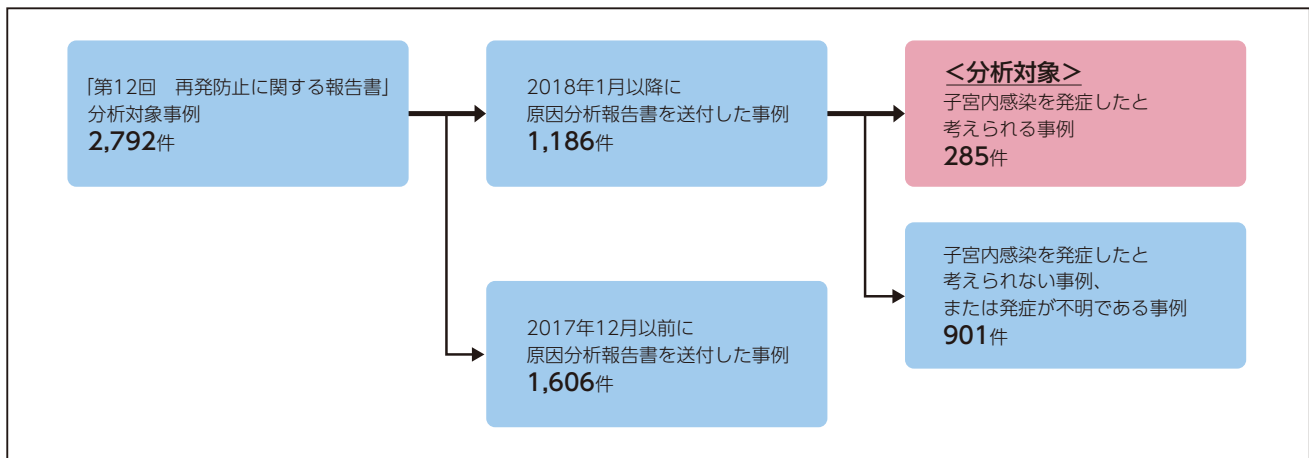 「第12回　再発防止に関する報告書」
分析対象事例
2,792件
2018年1月以降に
原因分析報告書を送付した事例
1,186件
＜分析対象＞
子宮内感染を発症したと
考えられる事例
285件
子宮内感染を発症したと
考えられない事例、
または発症が不明である事例
901件
2017年12月以前に
原因分析報告書を送付した事例
1,606件